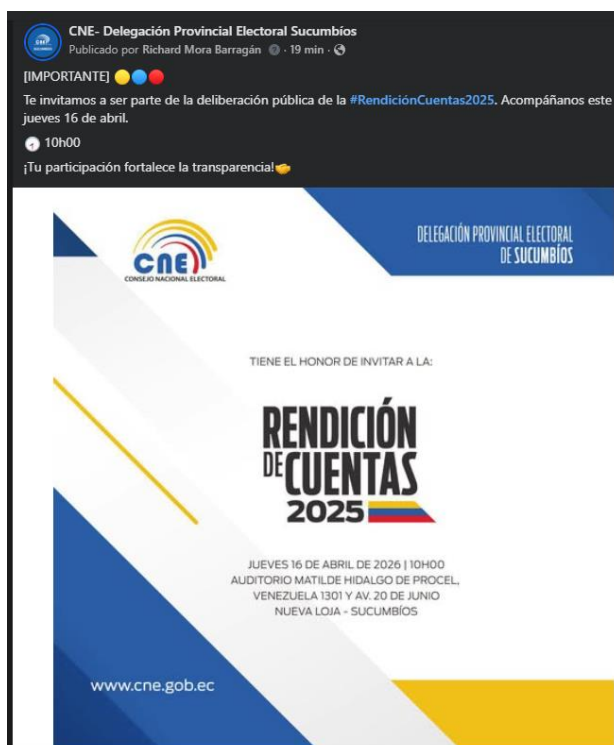 CNE- Delegación Provincial Electoral Sucumbíos
Publicado por Richard Mora Barragán · 19 min ·
[IMPORTANTE]
Te invitamos a ser parte de la deliberación pública de la #RendiciónCuentas2025. Acompáñanos este
jueves 16 de abril.
10h00
¡Tu participación fortalece la transparencia!
CNE
CONSEJO NACIONAL ELECTORAL
DELEGACIÓN PROVINCIAL ELECTORAL
DE SUCUMBÍOS
TIENE EL HONOR DE INVITAR A LA:
RENDICIÓN
DE CUENTAS
2025
JUEVES 16 DE ABRIL DE 2026 | 10H00
AUDITORIO MATILDE HIDALGO DE PROCEL,
VENEZUELA 1301 Y AV. 20 DE JUNIO
NUEVA LOJA - SUCUMBÍOS
www.cne.gob.ec